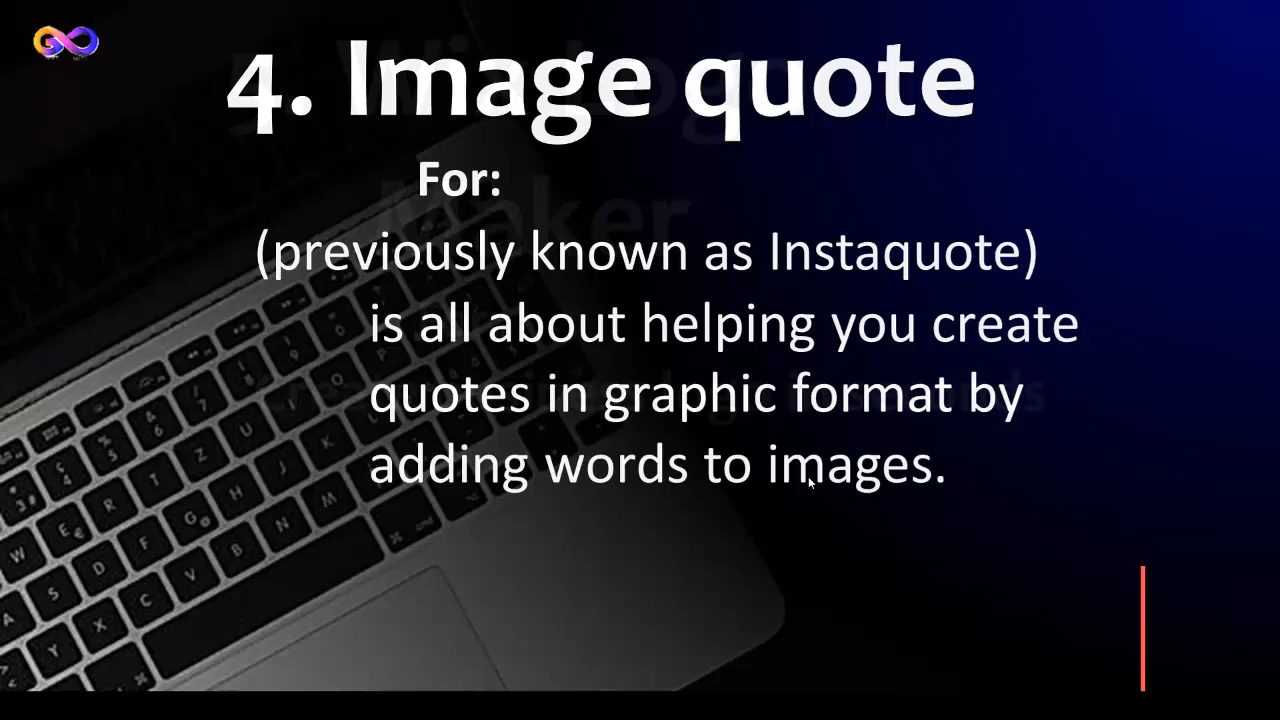 4. Image quote
For:
(previously known as Instaquote)
is all about helping you create
quotes in graphic format by
adding words to images.